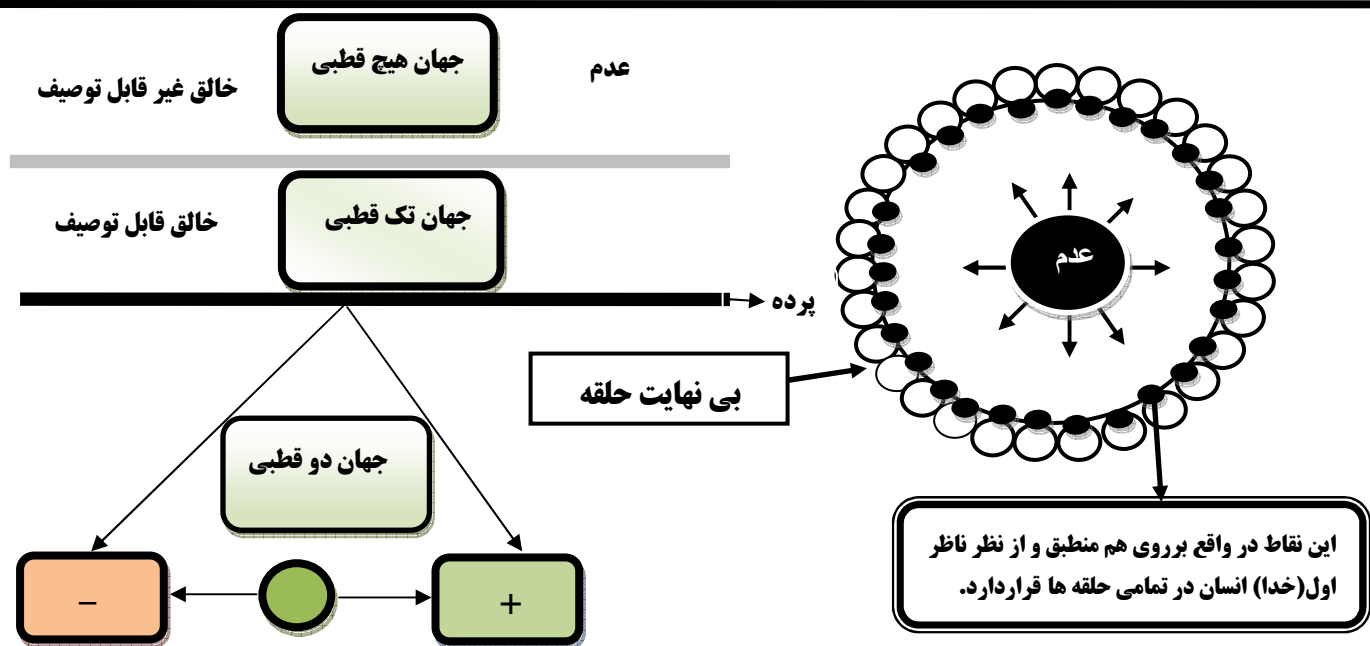 عدم
جهان هیچ قطبی
خالق غیر قابل توصیف
جهان تک قطبی
خالق قابل توصیف
پرده
عدم
بی نهایت حلقه
جهان دو قطبی
این نقاط در واقع برروی هم منطبق و از نظر ناظر
اول(خدا) انسان در تمامی حلقه ها قراردارد.
+
−